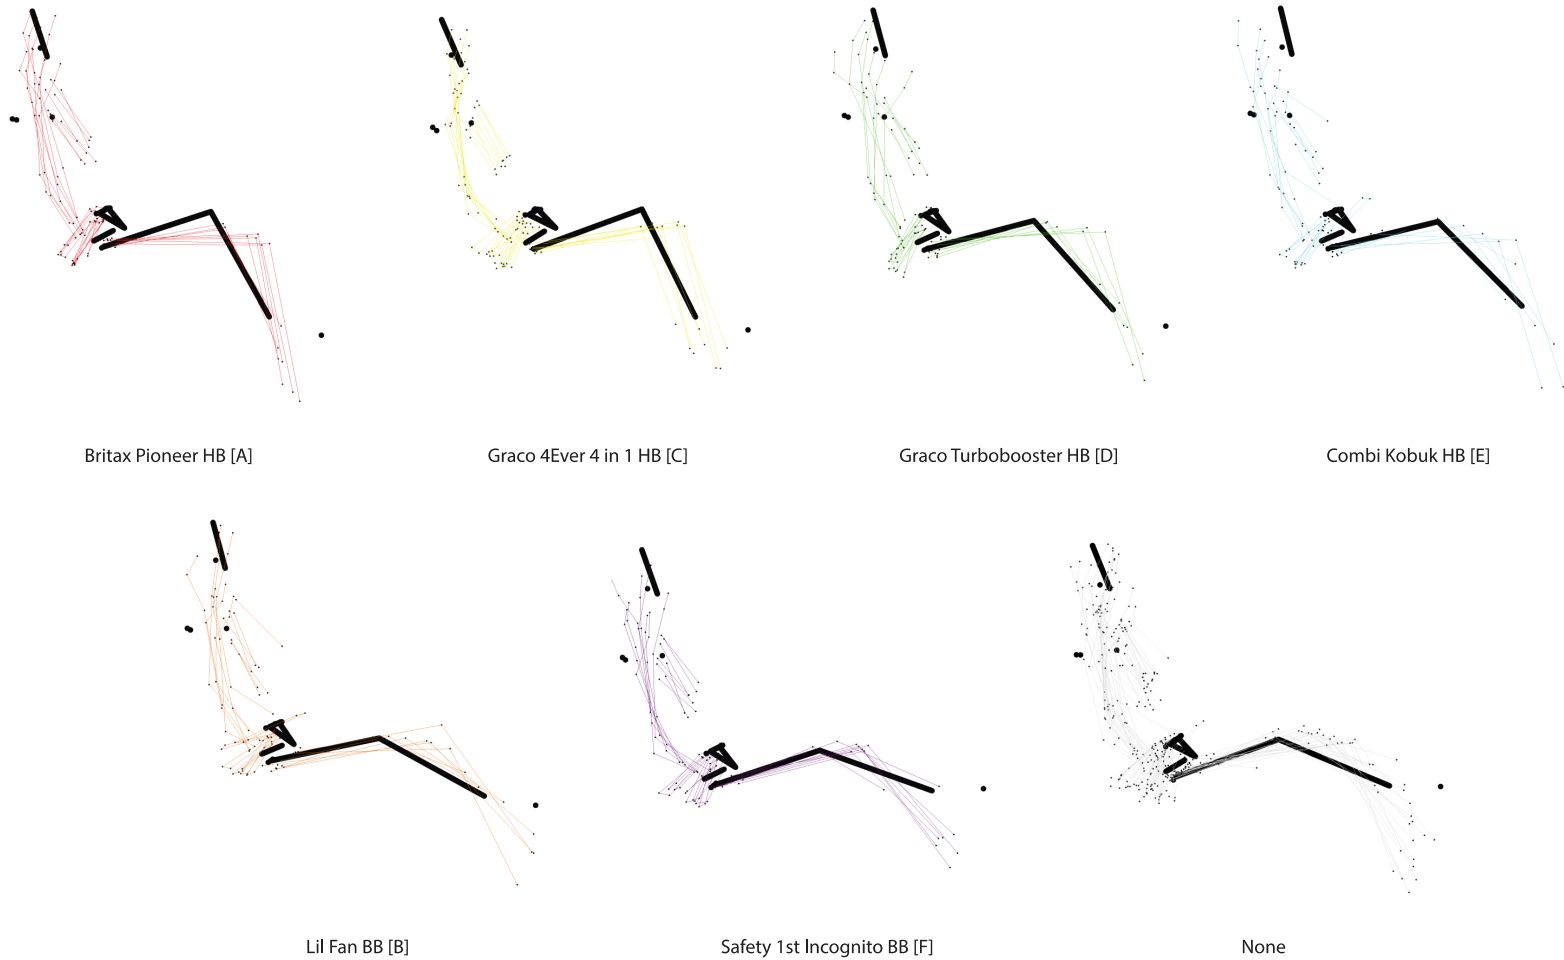 Britax Pioneer HB [A]
Graco 4Ever 4 in 1 HB [C]
Graco Turbobooster HB [D]
Combi Kobuk HB [E]
Lil Fan BB [B]
Safety 1st Incognito BB [F]
None